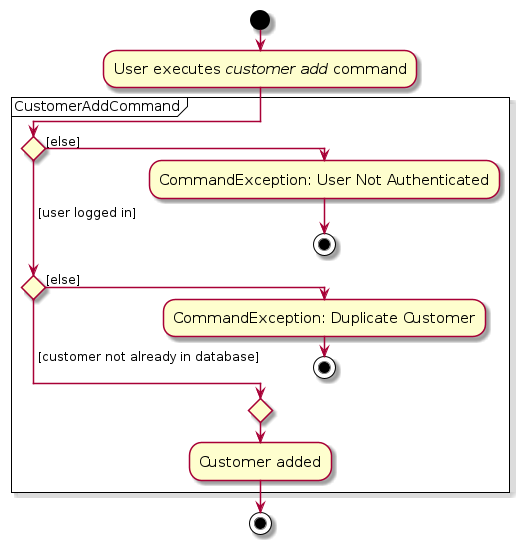 User executes customer add command
CustomerAddCommand
[else]
CommandException: User Not Authenticated
[user logged in]
[else]
CommandException: Duplicate Customer
[customer not already in database]
Customer added